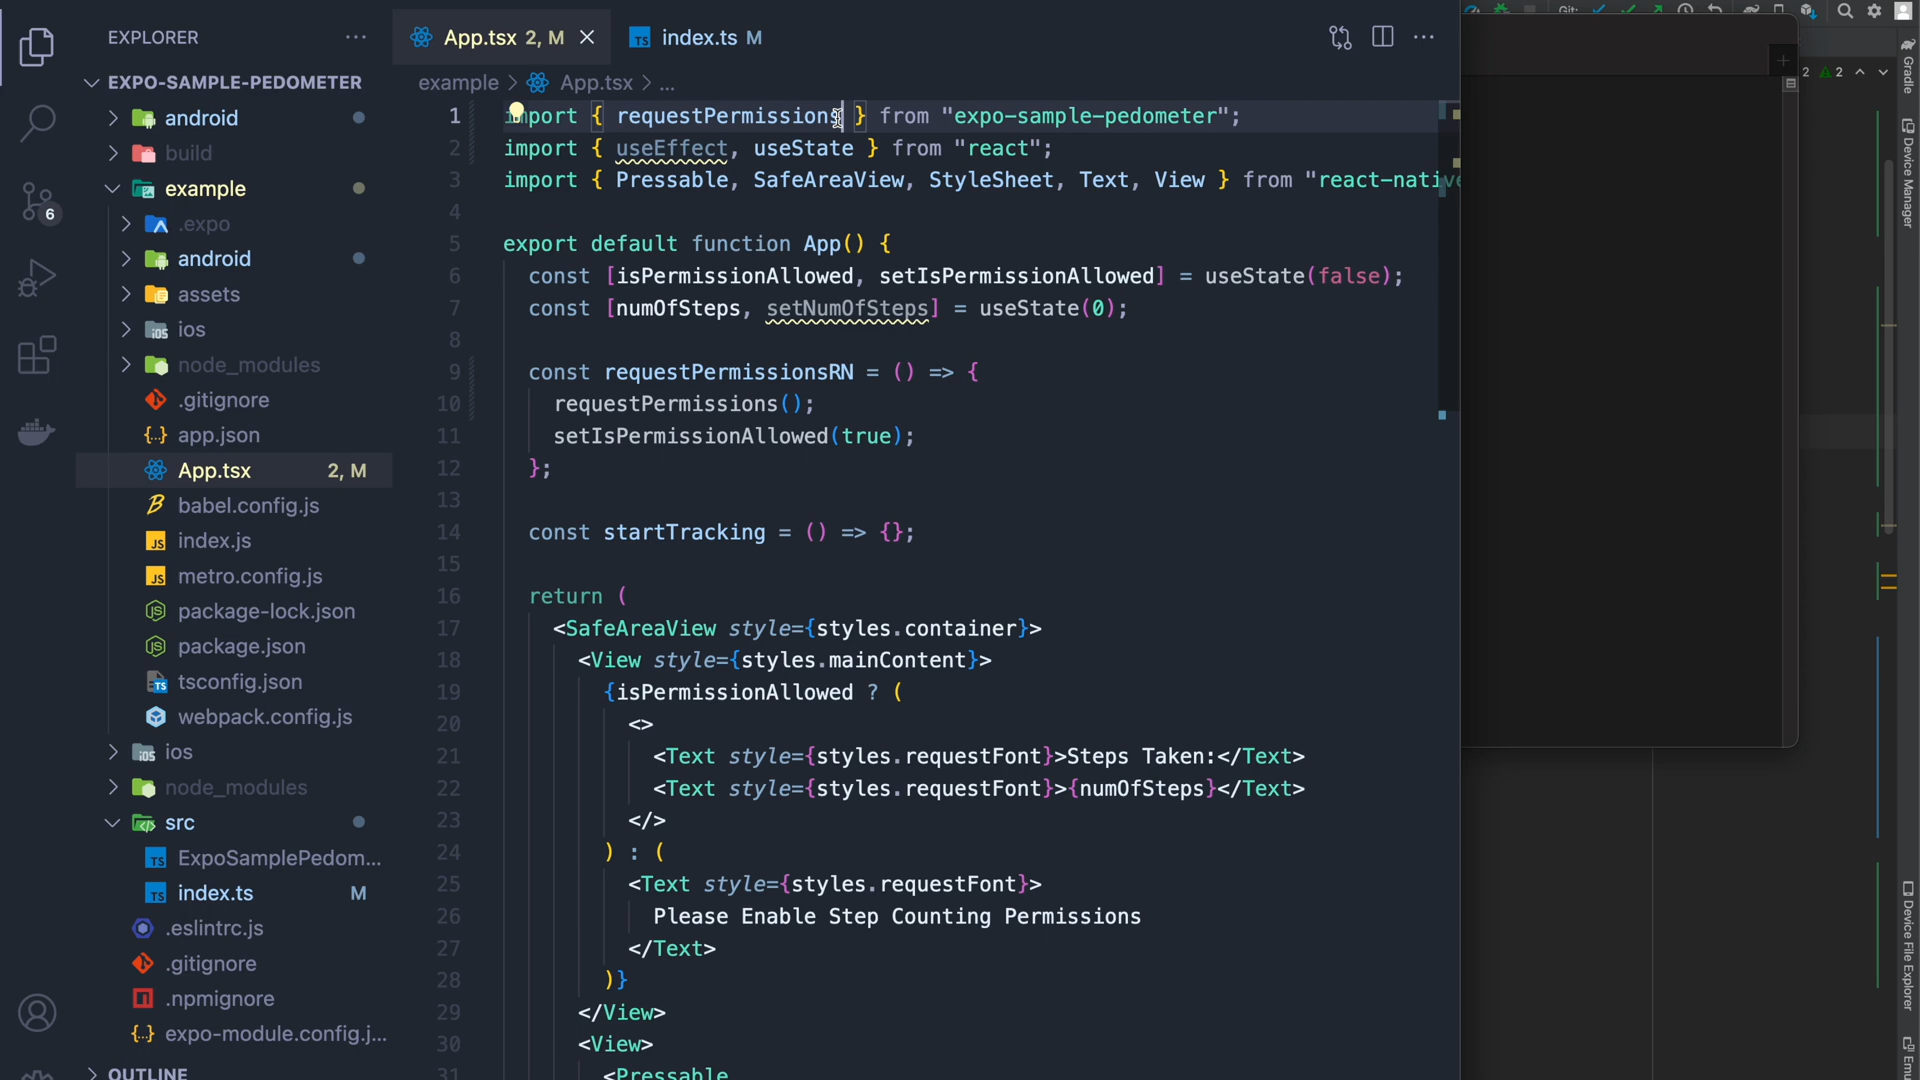 EXPLORER
EXPO-SAMPLE-PEDOMETER
android
build
example
.expo
android
assets
ios
node_modules
.gitignore
app.json
App.tsx 2, M
babel.config.js
index.js
metro.config.js
package-lock.json
package.json
tsconfig.json
webpack.config.js
ios
node_modules
src
ExpoSamplePedom...
index.ts M
.eslintrc.js
.gitignore
.npmignore
expo-module.config.j...
OUTLINE
6
App.tsx 2, M
index.ts M
example > App.tsx > ...
1 import { requestPermissions } from "expo-sample-pedometer";
2 import { useEffect, useState } from "react";
3 import { Pressable, SafeAreaView, StyleSheet, Text, View } from "react-native
4
5 export default function App() {
6 const [isPermissionAllowed, setIsPermissionAllowed] = useState(false);
7 const [numOfSteps, setNumOfSteps] = useState(0);
8
9 const requestPermissionsRN = () => {
10 requestPermissions();
11 setIsPermissionAllowed(true);
12 };
13
14 const startTracking = () => {};
15
16 return (
17 <SafeAreaView style={styles.container}>
18 <View style={styles.mainContent}>
19 {isPermissionAllowed ? (
20 <>
21 <Text style={styles.requestFont}>Steps Taken:</Text>
22 <Text style={styles.requestFont}>{numOfSteps}</Text>
23 </>
24 ) : (
25 <Text style={styles.requestFont}>
26 Please Enable Step Counting Permissions
27 </Text>
28 )}
29 </View>
30 <View>
31 <Pressable
Git:
2 2
Gradle
Device Manager
Device File Explorer
Emu